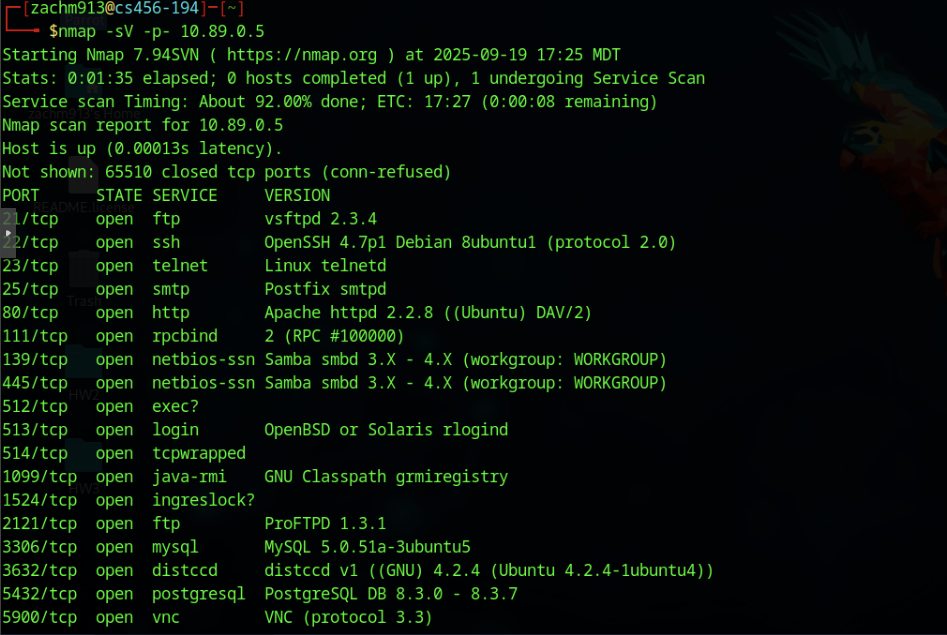 [zachm913@cs456-194]─[~]
$nmap -sV -p- 10.89.0.5
Starting Nmap 7.94SVN ( https://nmap.org ) at 2025-09-19 17:25 MDT
Stats: 0:01:35 elapsed; 0 hosts completed (1 up), 1 undergoing Service Scan
Service scan Timing: About 92.00% done; ETC: 17:27 (0:00:08 remaining)
Nmap scan report for 10.89.0.5
Host is up (0.00013s latency).
Not shown: 65510 closed tcp ports (conn-refused)
PORT     STATE SERVICE     VERSION
21/tcp   open  ftp         vsftpd 2.3.4
22/tcp   open  ssh         OpenSSH 4.7p1 Debian 8ubuntu1 (protocol 2.0)
23/tcp   open  telnet      Linux telnetd
25/tcp   open  smtp        Postfix smtpd
80/tcp   open  http        Apache httpd 2.2.8 ((Ubuntu) DAV/2)
111/tcp  open  rpcbind     2 (RPC #100000)
139/tcp  open  netbios-ssn Samba smbd 3.X - 4.X (workgroup: WORKGROUP)
445/tcp  open  netbios-ssn Samba smbd 3.X - 4.X (workgroup: WORKGROUP)
512/tcp  open  exec?
513/tcp  open  login       OpenBSD or Solaris rlogind
514/tcp  open  tcpwrapped
1099/tcp open  java-rmi    GNU Classpath grmiregistry
1524/tcp open  ingreslock?
2121/tcp open  ftp         ProFTPD 1.3.1
3306/tcp open  mysql       MySQL 5.0.51a-3ubuntu5
3632/tcp open  distccd     distccd v1 ((GNU) 4.2.4 (Ubuntu 4.2.4-1ubuntu4))
5432/tcp open  postgresql  PostgreSQL DB 8.3.0 - 8.3.7
5900/tcp open  vnc         VNC (protocol 3.3)
zachm913's Home
README.license
Trash
HW2